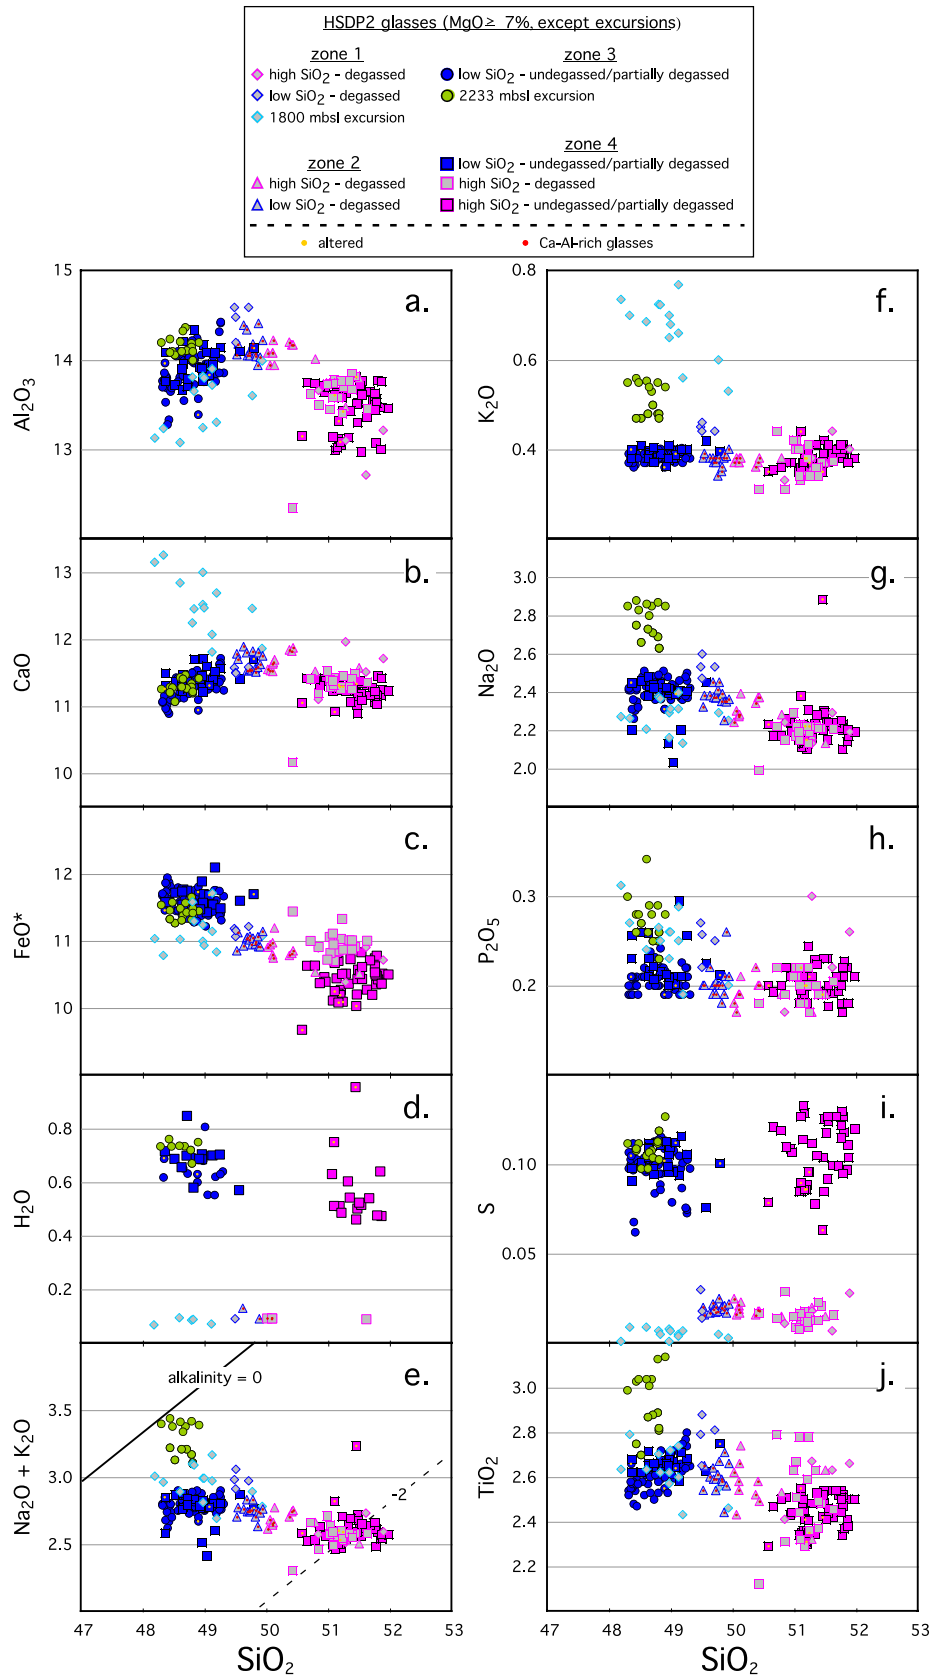 HSDP2 glasses (MgO ≥ 7%, except excursions)
zone 1
high SiO2 - degassed
low SiO2 - degassed
1800 mbsl excursion
zone 3
low SiO2 - undegassed/partially degassed
2233 mbsl excursion
zone 2
high SiO2 - degassed
low SiO2 - degassed
zone 4
low SiO2 - undegassed/partially degassed
high SiO2 - degassed
high SiO2 - undegassed/partially degassed
altered
Ca-Al-rich glasses
a.
Al2O3
15
14
13
b.
CaO
13
12
11
10
c.
FeO*
12
11
10
d.
H2O
0.8
0.6
0.4
0.2
e.
alkalinity = 0
-2
Na2O + K2O
3.5
3.0
2.5
47 48 49 50 51 52 53
SiO2
f.
K2O
0.8
0.6
0.4
g.
Na2O
3.0
2.8
2.6
2.4
2.2
2.0
h.
P2O5
0.3
0.2
i.
S
0.10
0.05
j.
TiO2
3.0
2.8
2.6
2.4
2.2
47 48 49 50 51 52 53
SiO2